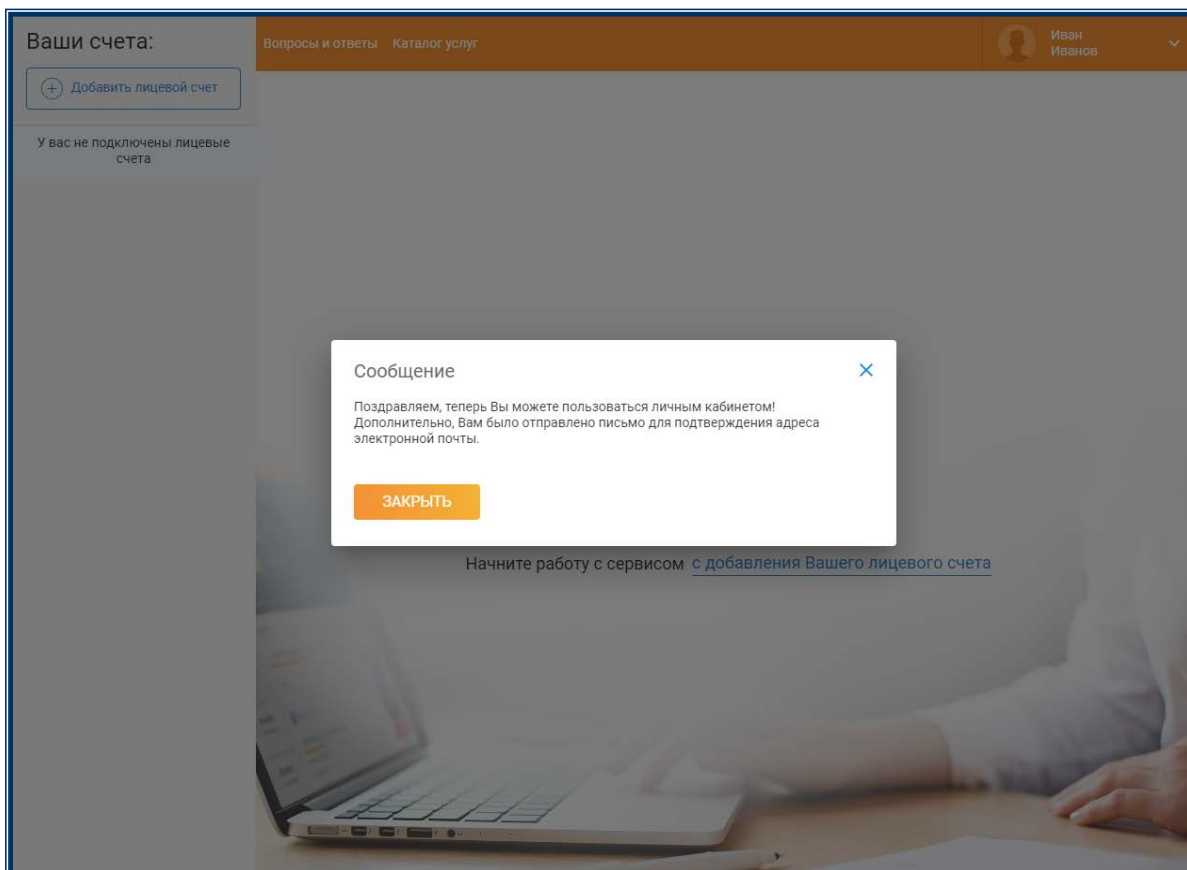 Ваши счета:
Добавить лицевой счет
У вас не подключены лицевые
счета
Вопросы и ответы Каталог услуг
Иван
Иванов
Сообщение
Поздравляем, теперь Вы можете пользоваться личным кабинетом!
Дополнительно, Вам было отправлено письмо для подтверждения адреса
электронной почты.
ЗАКРЫТЬ
Начните работу с сервисом с добавления Вашего лицевого счета